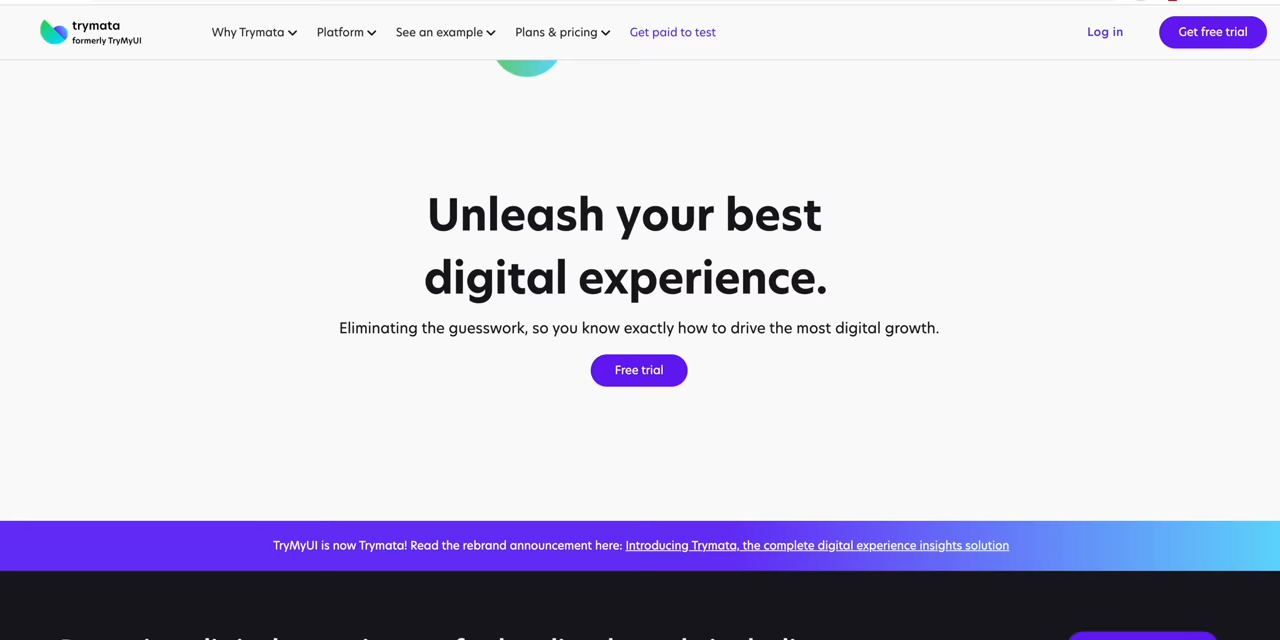 trymata
formerly TryMyUI
Why Trymata
Platform
See an example
Plans & pricing
Get paid to test
Log in
Get free trial
Unleash your best
digital experience.
Eliminating the guesswork, so you know exactly how to drive the most digital growth.
Free trial
TryMyUI is now Trymata! Read the rebrand announcement here: Introducing Trymata, the complete digital experience insights solution